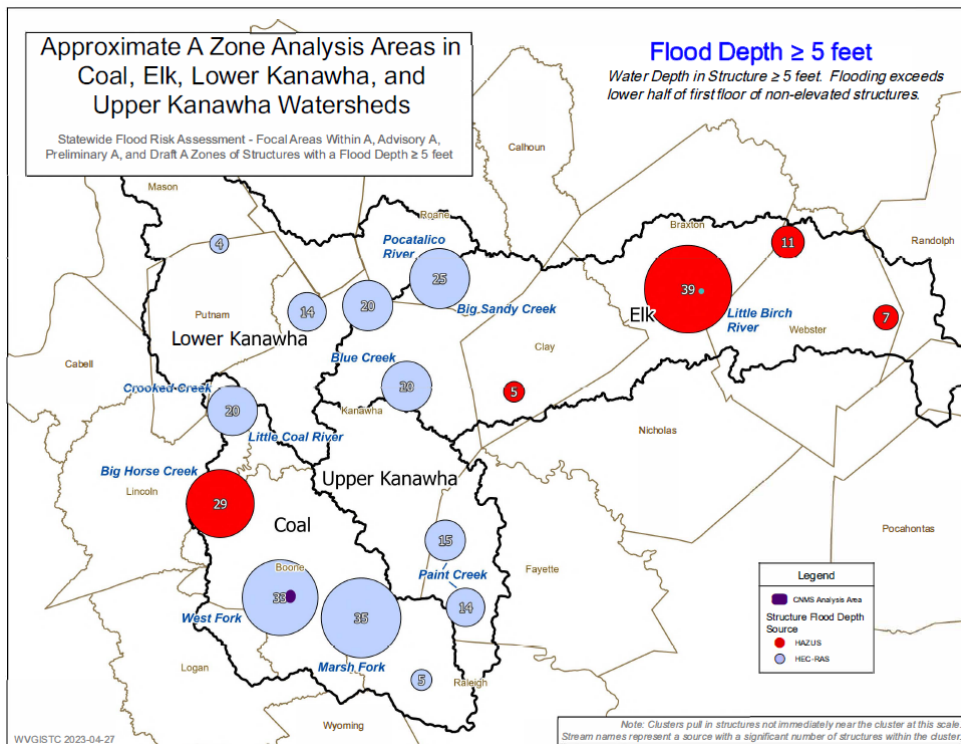 Approximate A Zone Analysis Areas in
Coal, Elk, Lower Kanawha, and
Upper Kanawha Watersheds
Statewide Flood Risk Assessment - Focal Areas Within A, Advisory A,
Preliminary A, and Draft A Zones of Structures with a Flood Depth ≥ 5 feet
Flood Depth ≥ 5 feet
Water Depth in Structure ≥ 5 feet. Flooding exceeds
lower half of first floor of non-elevated structures.
Calhoun
Mason
Roane
Braxton
Randolph
4
Pocatalico
River
11
25
39
14
20
Big Sandy Creek
Elk
Little Birch
River
7
Putnam
Webster
Lower Kanawha
Clay
Cabell
Blue Creek
Crooked Creek
20
5
20
Kanawha
Nicholas
Little Coal River
Big Horse Creek
Upper Kanawha
Lincoln
29
Coal
Pocahontas
15
Boone
Paint Creek
Fayette
33
14
West Fork
35
Marsh Fork
Logan
5
Raleigh
Wyoming
Legend
CNMS Analysis Area
Structure Flood Depth
Source
HAZUS
HEC-RAS
WVGISTC 2023-04-27
Note: Clusters pull in structures not immediately near the cluster at this scale.
Stream names represent a source with a significant number of structures within the cluster.